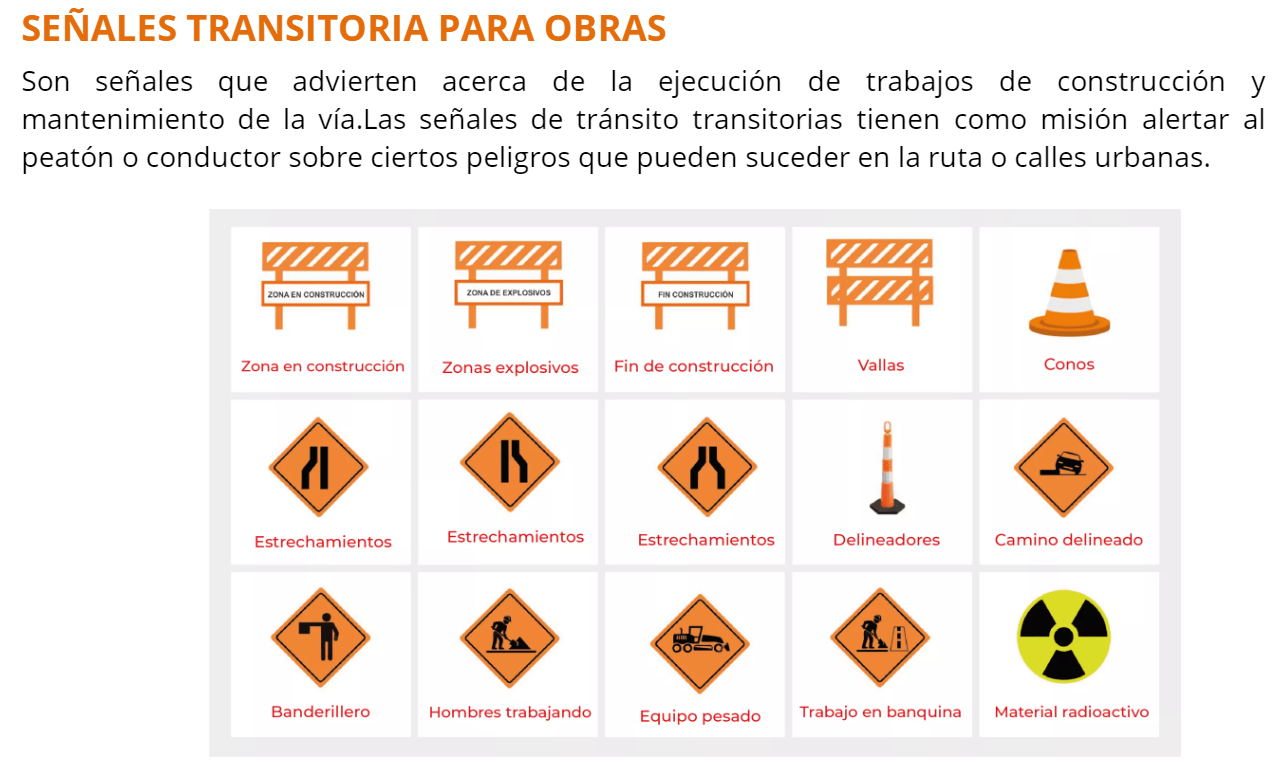 SEÑALES TRANSITORIA PARA OBRAS
Son señales que advierten acerca de la ejecución de trabajos de construcción y
mantenimiento de la vía.Las señales de tránsito transitorias tienen como misión alertar al
peatón o conductor sobre ciertos peligros que pueden suceder en la ruta o calles urbanas.
ZONA EN CONSTRUCCIÓN
ZONA DE EXPLOSIVOS
FIN CONSTRUCCIÓN
Zona en construcción
Zonas explosivos
Fin de construcción
Vallas
Conos
Estrechamientos
Estrechamientos
Estrechamientos
Delineadores
Camino delineado
Banderillero
Hombres trabajando
Equipo pesado
Trabajo en banquina
Material radioactivo